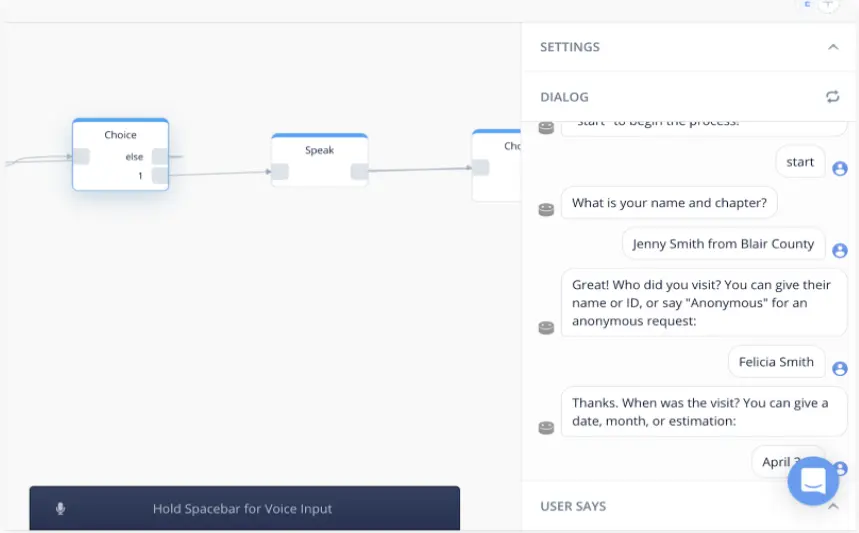 SETTINGS
DIALOG
"start" to begin the process!
start
What is your name and chapter?
Jenny Smith from Blair County
Great! Who did you visit? You can give their
name or ID, or say "Anonymous" for an
anonymous request:
Felicia Smith
Thanks. When was the visit? You can give a
date, month, or estimation:
April
USER SAYS
Choice
else
1
Speak
Cho
Hold Spacebar for Voice Input